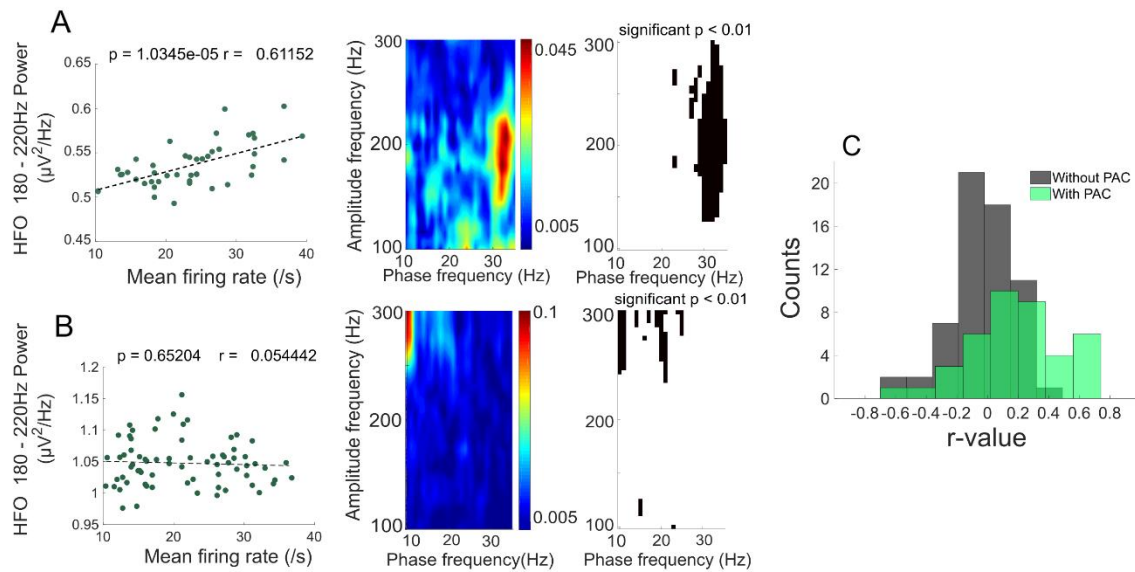 A
p = 1.0345e-05 r = 0.61152
HFO 180 - 220Hz Power
(µV²/Hz)
0.65
0.6
0.55
0.5
0.45
10 20 30 40
Mean firing rate (/s)
Amplitude frequency (Hz)
300
200
100
10 20 30
Phase frequency (Hz)
0.045
0.005
significant p < 0.01
300
200
100
10 20 30
Phase frequency (Hz)
B
p = 0.65204 r = 0.054442
HFO 180 - 220Hz Power
(µV²/Hz)
1.2
1.15
1.1
1.05
1
0.95
10 20 30 40
Mean firing rate (/s)
Amplitude frequency (Hz)
300
200
100
10 20 30
Phase frequency(Hz)
0.1
0.005
significant p < 0.01
300
200
100
10 20 30
Phase frequency (Hz)
C
Without PAC
With PAC
Counts
20
16
12
8
4
0
-0.8 -0.6 -0.4 -0.2 0 0.2 0.4 0.6 0.8
r-value